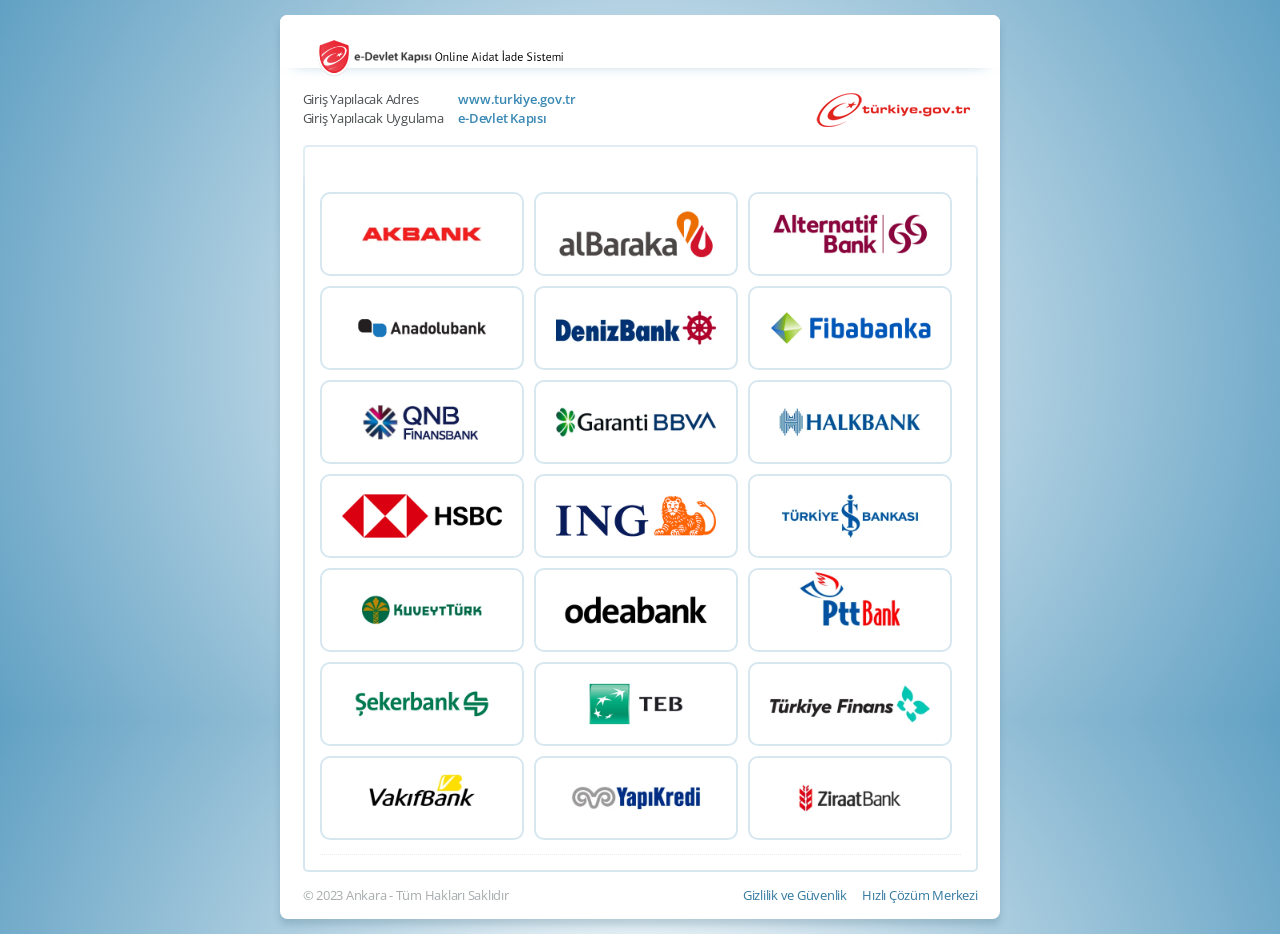 e-Devlet Kapısı Online Aidat İade Sistemi
Giriş Yapılacak Adres www.turkiye.gov.tr
Giriş Yapılacak Uygulama e-Devlet Kapısı
türkiye.gov.tr
AKBANK
alBaraka
Alternatif
Bank
Anadolubank
DenizBank
Fibabanka
QNB
FINANSBANK
Garanti BBVA
HALKBANK
HSBC
ING
TÜRKİYE İŞ BANKASI
KUVEYTTÜRK
odeabank
Ptt Bank
Şekerbank
TEB
Türkiye Finans
VakıfBank
YapıKredi
ZiraatBank
© 2023 Ankara - Tüm Hakları Saklıdır Gizlilik ve Güvenlik Hızlı Çözüm Merkezi